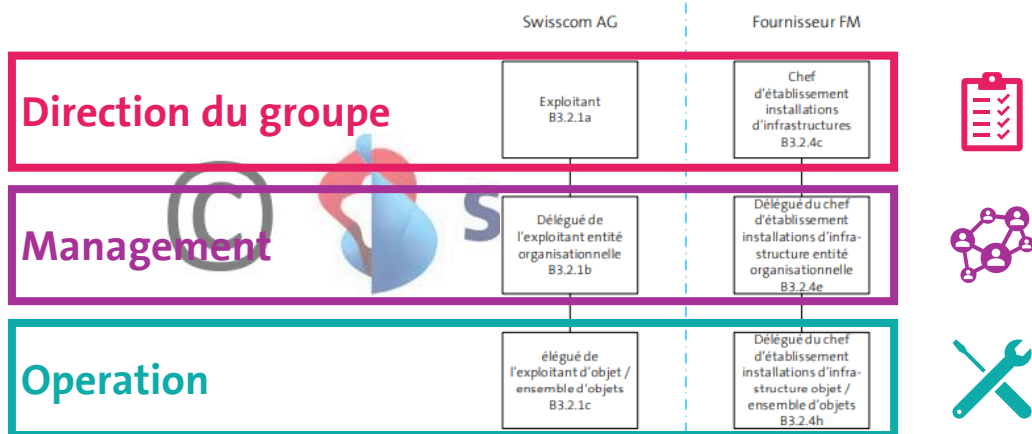 Swisscom AG
Fournisseur FM
Direction du groupe
Exploitant
B3.2.1a
Chef
d'établissement
installations
d'infrastructures
B3.2.4c
©
s
Management
Délégué de
l'exploitant entité
organisationnelle
B3.2.1b
Délégué du chef
d'établissement
installations d'infra-
structure entité
organisationnelle
B3.2.4e
Operation
élégué de
l'exploitant d'objet /
ensemble d'objets
B3.2.1c
Délégué du chef
d'établissement
installations d'infra-
structure objet /
ensemble d'objets
B3.2.4h